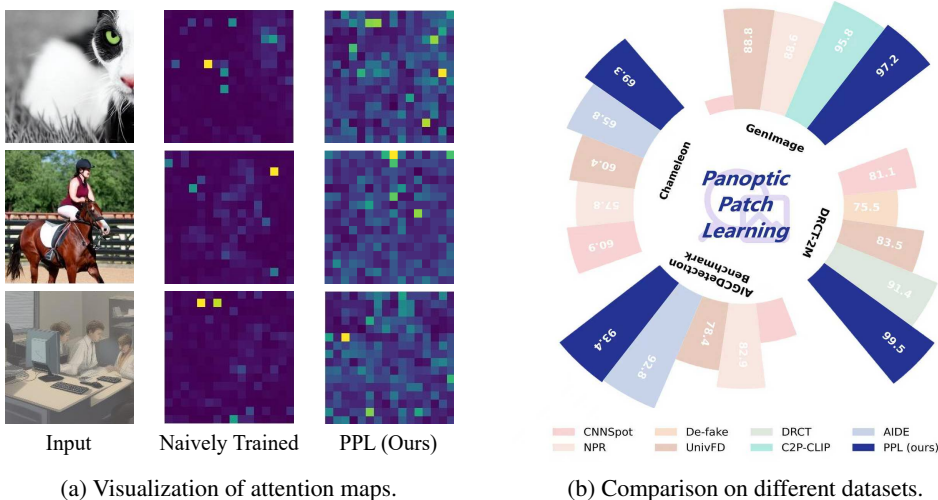 Input
Naively Trained
PPL (Ours)
(a) Visualization of attention maps.
69.3
65.8
60.4
57.8
60.9
Chameleon
88.8
88.9
95.8
97.2
GenImage
81.1
75.5
83.5
91.4
99.5
DRCT-2M
93.4
92.8
78.4
82.9
AIGCDetection
Benchmark
Panoptic
Patch
Learning
CNNSpot
De-fake
DRCT
AIDE
NPR
UnivFD
C2P-CLIP
PPL (ours)
(b) Comparison on different datasets.